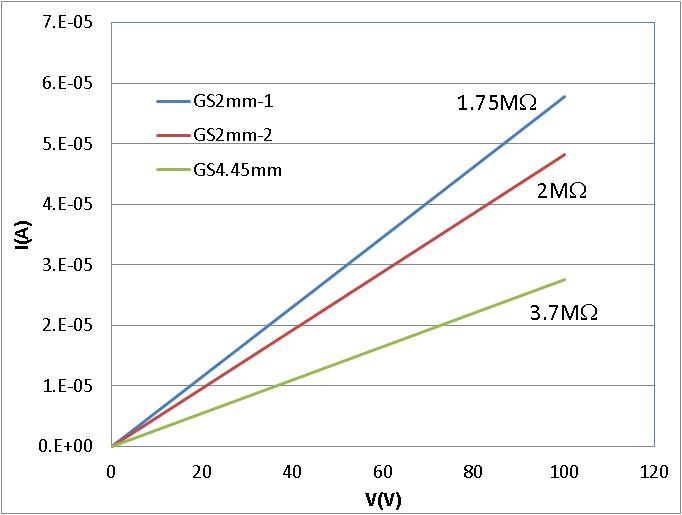 7.E-05
6.E-05
5.E-05
4.E-05
3.E-05
2.E-05
1.E-05
0.E+00
I(A)
GS2mm-1
GS2mm-2
GS4.45mm
1.75MΩ
2MΩ
3.7MΩ
0 20 40 60 80 100 120
V(V)